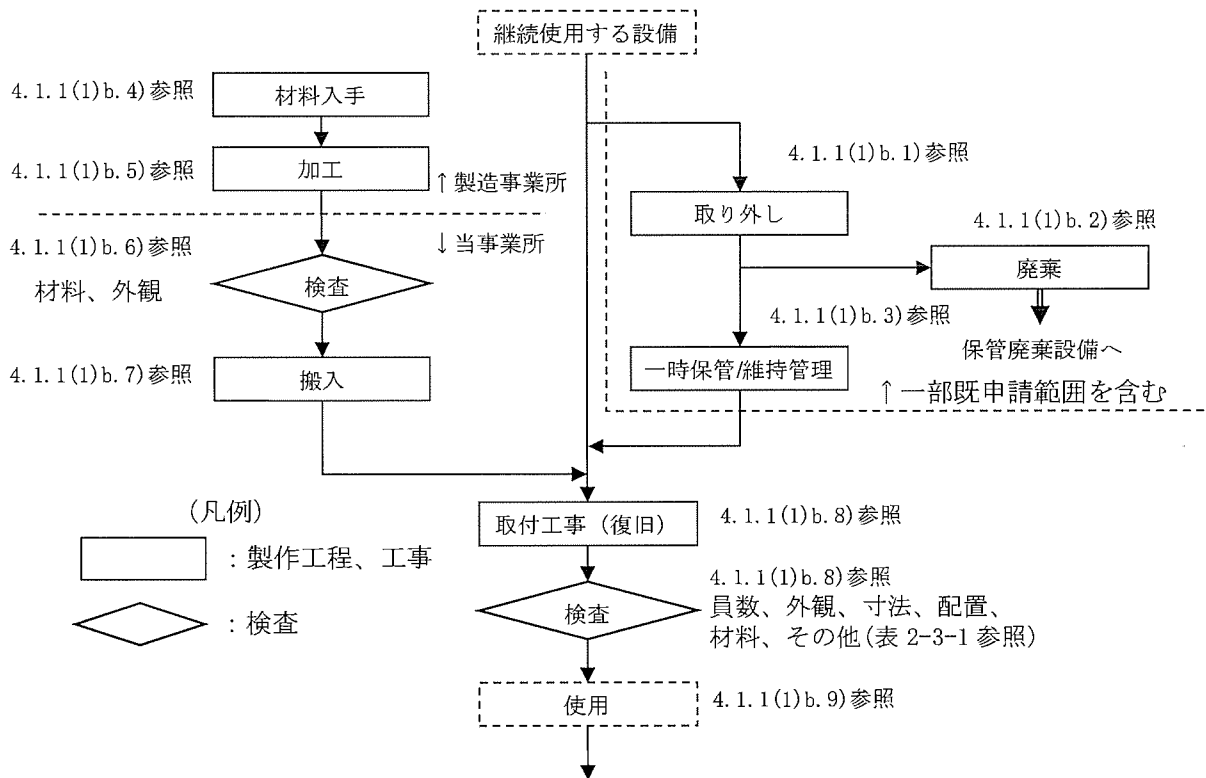 継続使用する設備
4.1.1(1)b.4)参照
材料入手
4.1.1(1)b.5)参照
加工
↑製造事業所
↓当事業所
4.1.1(1)b.6)参照
材料、外観
検査
4.1.1(1)b.7)参照
搬入
4.1.1(1)b.1)参照
取り外し
4.1.1(1)b.2)参照
廃棄
保管廃棄設備へ
4.1.1(1)b.3)参照
一時保管/維持管理
↑一部既申請範囲を含む
取付工事(復旧)
4.1.1(1)b.8)参照
検査
4.1.1(1)b.8)参照
員数、外観、寸法、配置、
材料、その他(表 2-3-1 参照)
使用
4.1.1(1)b.9)参照
(凡例)
:製作工程、工事
:検査